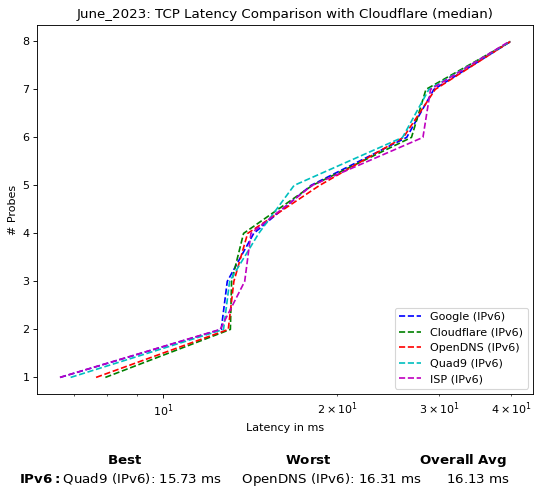 June_2023: TCP Latency Comparison with Cloudflare (median)
8
7
6
5
4
3
2
1
# Probes
Google (IPv6)
Cloudflare (IPv6)
OpenDNS (IPv6)
Quad9 (IPv6)
ISP (IPv6)
10¹ 2 × 10¹ 3 × 10¹ 4 × 10¹
Latency in ms
Best Worst Overall Avg
IPv6: Quad9 (IPv6): 15.73 ms OpenDNS (IPv6): 16.31 ms 16.13 ms